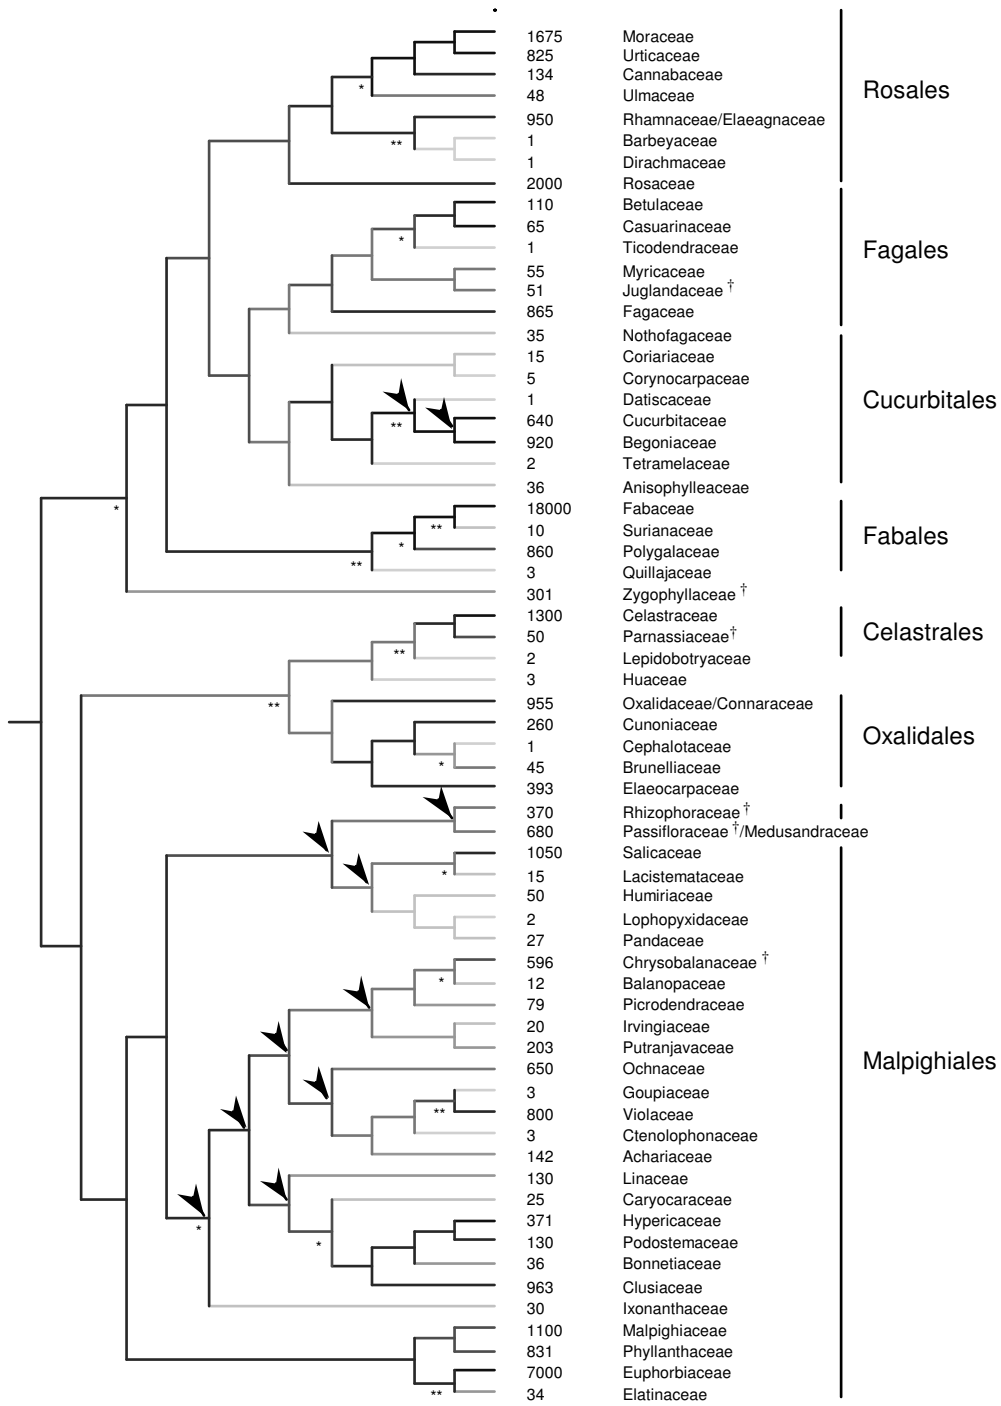 1675 Moraceae
825 Urticaceae
134 Cannabaceae
*
48 Ulmaceae
Rosales
950 Rhamnaceae/Elaeagnaceae
**
1 Barbeyaceae
1 Dirachmaceae
2000 Rosaceae
110 Betulaceae
65 Casuarinaceae
*
1 Ticodendraceae
Fagales
55 Myricaceae
51 Juglandaceae †
865 Fagaceae
35 Nothofagaceae
15 Coriariaceae
5 Corynocarpaceae
1 Datiscaceae
Cucurbitales
**
640 Cucurbitaceae
920 Begoniaceae
2 Tetramelaceae
36 Anisophylleaceae
*
18000 Fabaceae
**
10 Surianaceae
Fabales
*
860 Polygalaceae
**
3 Quillajaceae
301 Zygophyllaceae †
1300 Celastraceae
50 Parnassiaceae †
Celastrales
**
2 Lepidobotryaceae
3 Huaceae
**
955 Oxalidaceae/Connaraceae
260 Cunoniaceae
Oxalidales
1 Cephalotaceae
*
45 Brunelliaceae
393 Elaeocarpaceae
370 Rhizophoraceae †
680 Passifloraceae †/Medusandraceae
1050 Salicaceae
*
15 Lacistemataceae
50 Humiriaceae
2 Lophopyxidaceae
27 Pandaceae
596 Chrysobalanaceae †
*
12 Balanopaceae
79 Picrodendraceae
20 Irvingiaceae
203 Putranjavaceae
Malpighiales
650 Ochnaceae
3 Goupiaceae
**
800 Violaceae
3 Ctenolophonaceae
142 Achariaceae
130 Linaceae
25 Caryocaraceae
*
371 Hypericaceae
*
130 Podostemaceae
36 Bonnetiaceae
963 Clusiaceae
30 Ixonanthaceae
1100 Malpighiaceae
831 Phyllanthaceae
7000 Euphorbiaceae
**
34 Elatinaceae